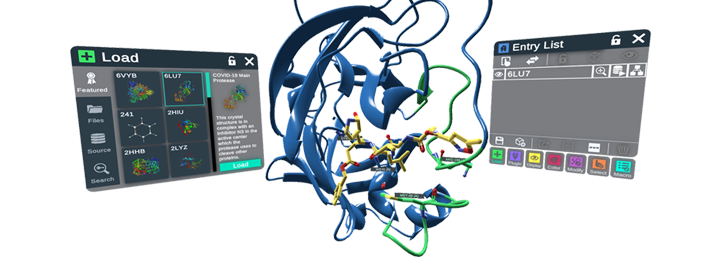 Load
Featured
Files
Source
Search
6VYB
6LU7
241
2HIU
2HHB
2LYZ
COVID-19 Main
Protease
This crystal
structure is in
complex with an
inhibitor N3 in the
active center
which the
protease uses to
cleave other
proteins.
Load
Entry List
6LU7
Display
Color
Modify
Select
Macro